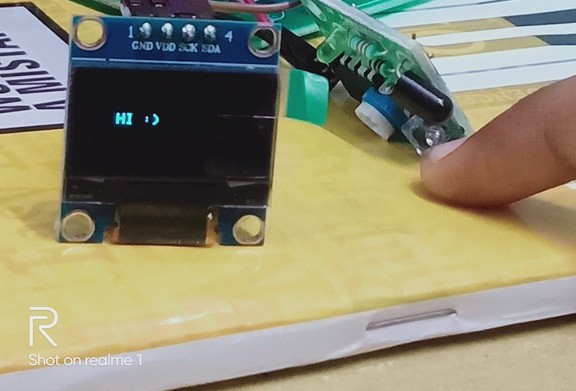 1 4
GND VDD SCK SDA
HI :)
R
Shot on realme 1